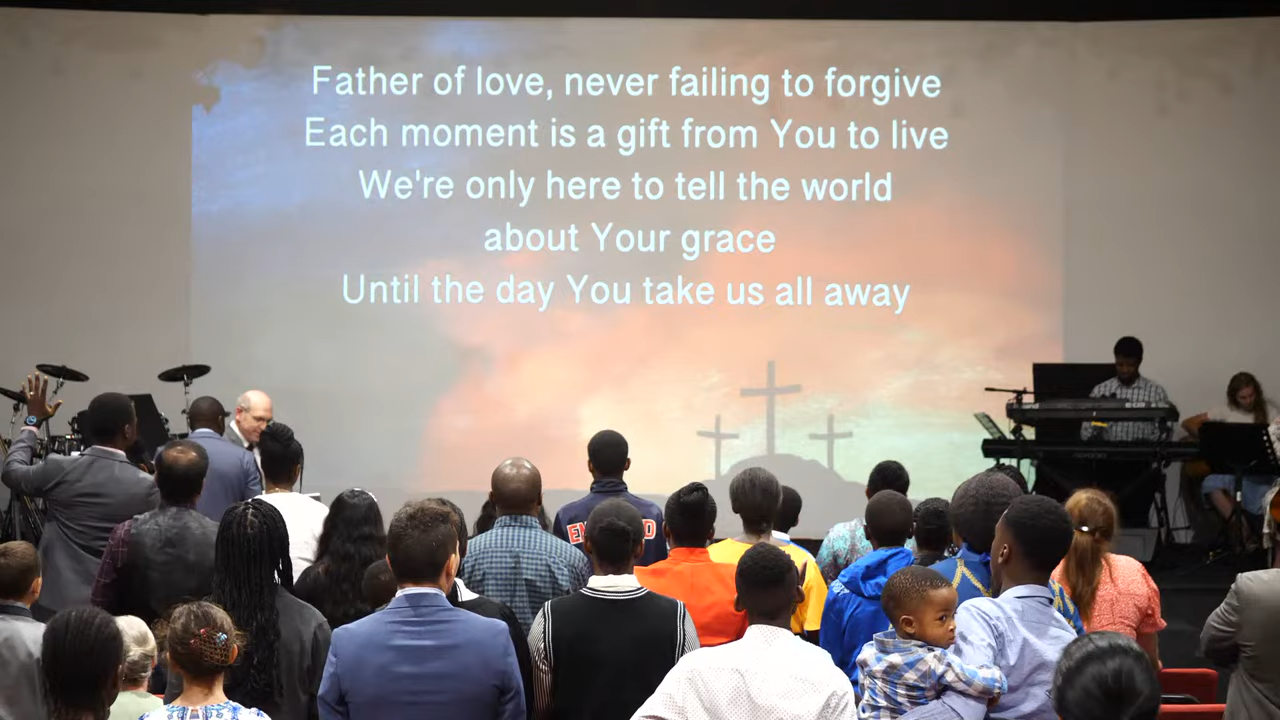 Father of love, never failing to forgive
Each moment is a gift from You to live
We're only here to tell the world
about Your grace
Until the day You take us all away